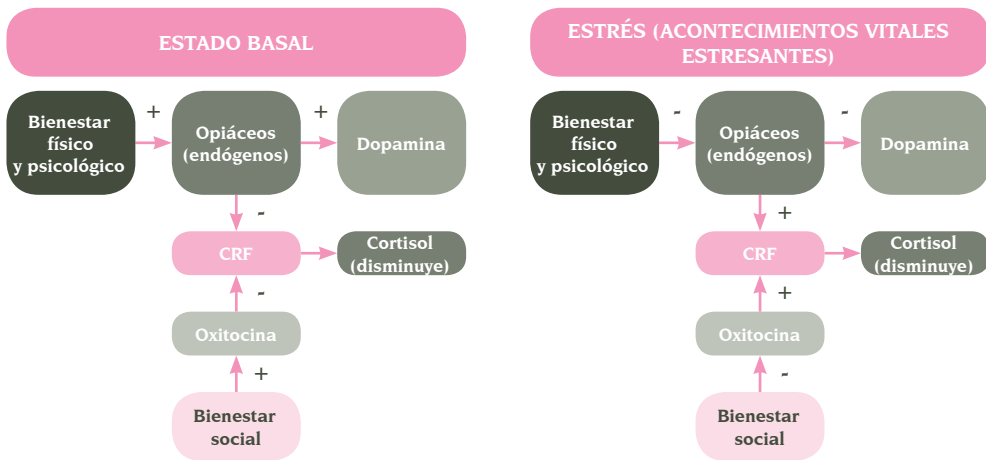 ESTADO BASAL
Bienestar
físico
y psicológico
+
Opiáceos
(endógenos)
+
Dopamina
-
CRF
Cortisol
(disminuye)
-
Oxitocina
+
Bienestar
social
ESTRÉS (ACONTECIMIENTOS VITALES
ESTRESANTES)
Bienestar
físico
y psicológico
-
Opiáceos
(endógenos)
-
Dopamina
+
CRF
Cortisol
(disminuye)
+
Oxitocina
-
Bienestar
social